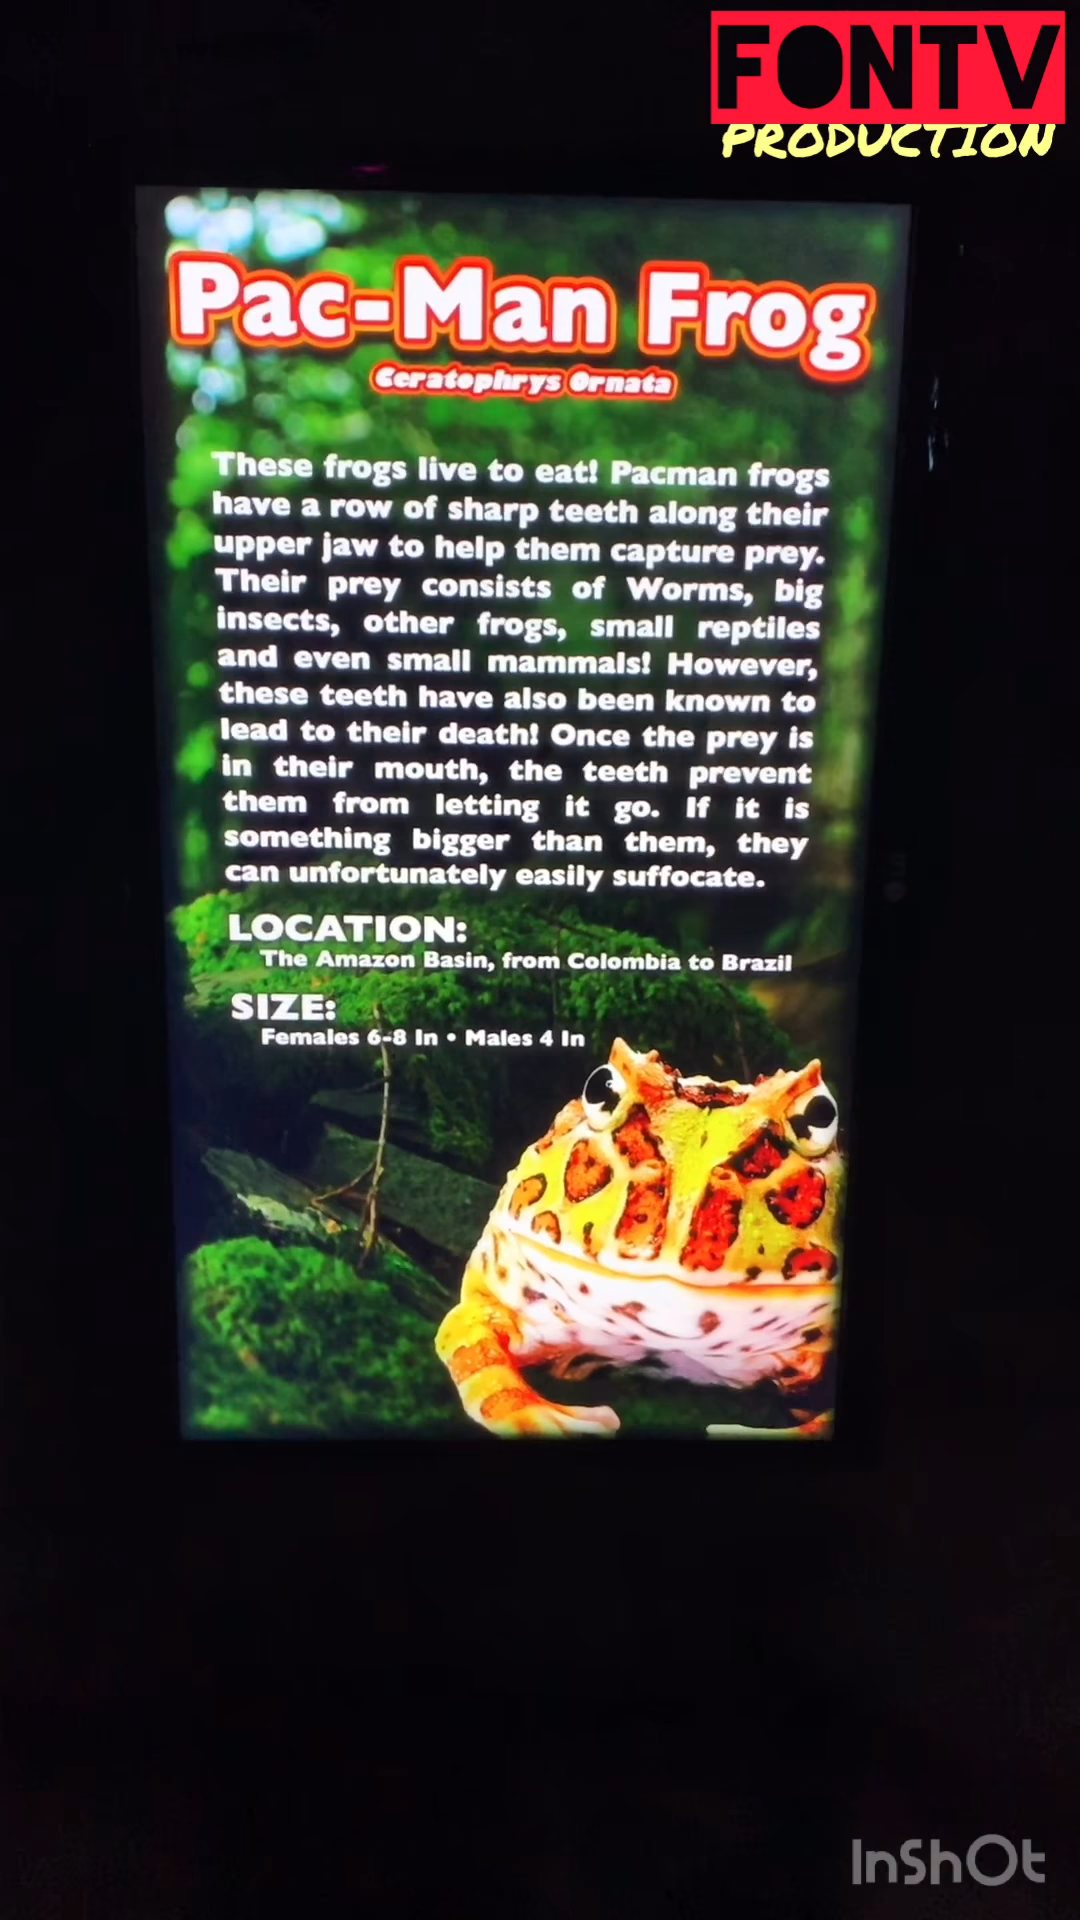 FONTV
PRODUCTION
Pac-Man Frog
Ceratophrys Ornata
These frogs live to eat! Pacman frogs
have a row of sharp teeth along their
upper jaw to help them capture prey.
Their prey consists of Worms, big
insects, other frogs, small reptiles
and even small mammals! However,
these teeth have also been known to
lead to their death! Once the prey is
in their mouth, the teeth prevent
them from letting it go. If it is
something bigger than them, they
can unfortunately easily suffocate.
LOCATION:
The Amazon Basin, from Colombia to Brazil
SIZE:
Females 6-8 In • Males 4 In
InShOt